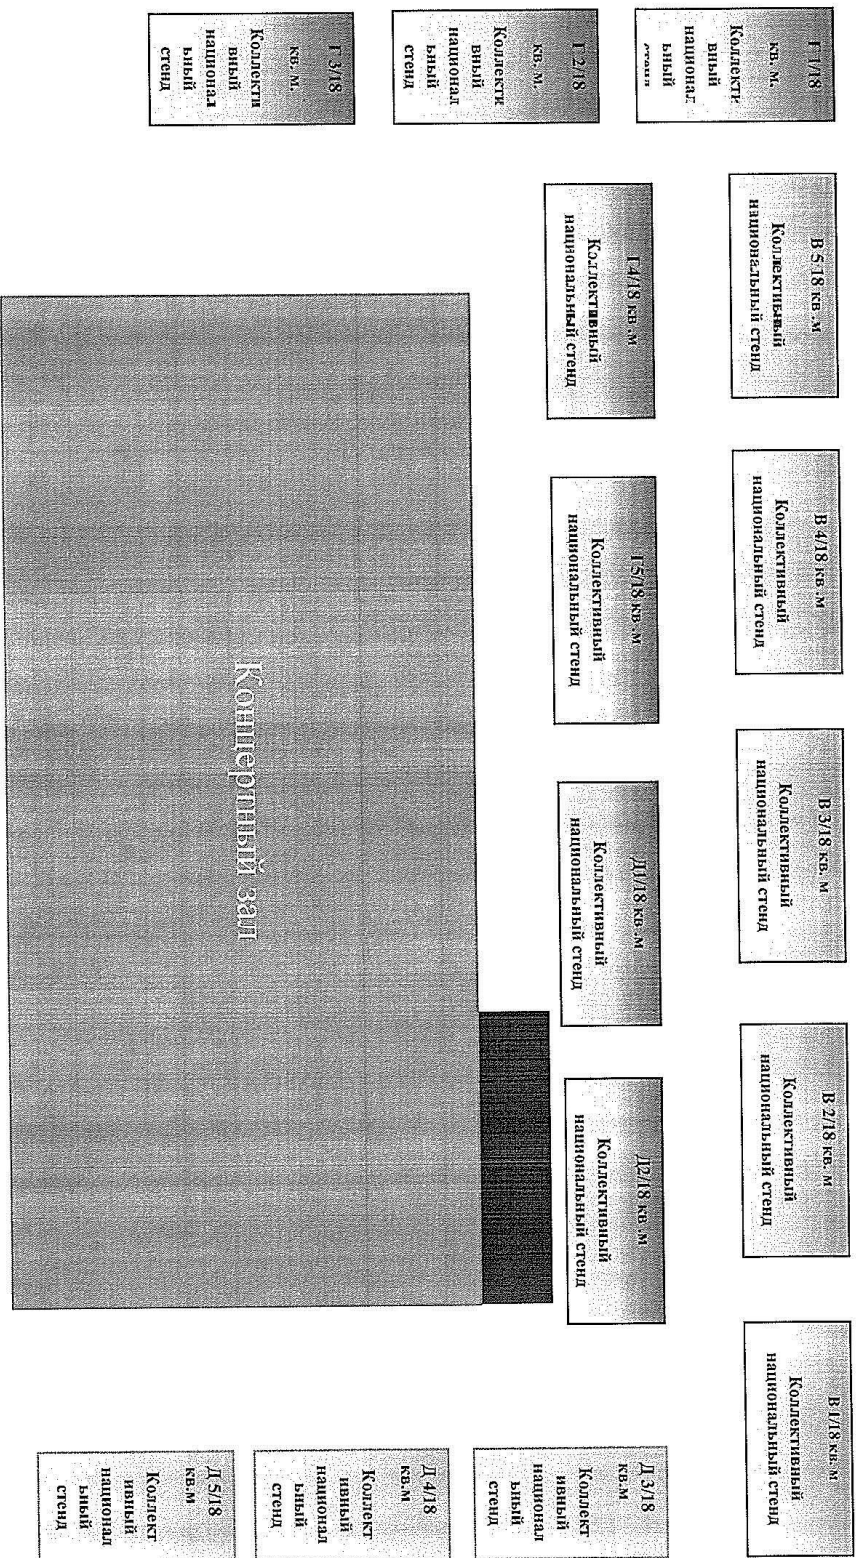 Г 1/18
кв. м.
Коллекти
вный
национал
ьный
В 5/18 кв .м
Коллективный
национальный стенд
В 4/18 кв .м
Коллективный
национальный стенд
В 3/18 кв. м
Коллективный
национальный стенд
В 2/18 кв. м
Коллективный
национальный стенд
В 1/18 кв. м
Коллективный
национальный стенд
Г 2/18
кв. м.
Коллекти
вный
национал
ьный
стенд
Г4/18 кв .м
Коллективный
национальный стенд
Г5/18 кв .м
Коллективный
национальный стенд
Д1/18 кв .м
Коллективный
национальный стенд
Д2/18 кв .м
Коллективный
национальный стенд
Д 3/18
кв.м
Коллект
ивный
национал
ьный
стенд
Г 3/18
кв. м.
Коллекти
вный
национал
ьный
стенд
Концертный зал
Д 4/18
кв.м
Коллект
ивный
национал
ьный
стенд
Д 5/18
кв.м
Коллект
ивный
национал
ьный
стенд